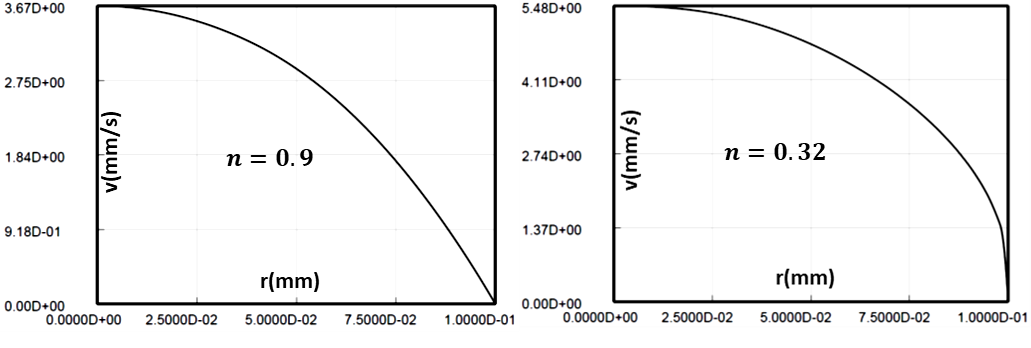 3.67D+00
2.75D+00
1.84D+00
9.18D-01
0.00D+00
v(mm/s)
n = 0.9
r(mm)
0.0000D+00 2.5000D-02 5.0000D-02 7.5000D-02 1.0000D-01
5.48D+00
4.11D+00
2.74D+00
1.37D+00
0.00D+00
v(mm/s)
n = 0.32
r(mm)
0.0000D+00 2.5000D-02 5.0000D-02 7.5000D-02 1.0000D-01